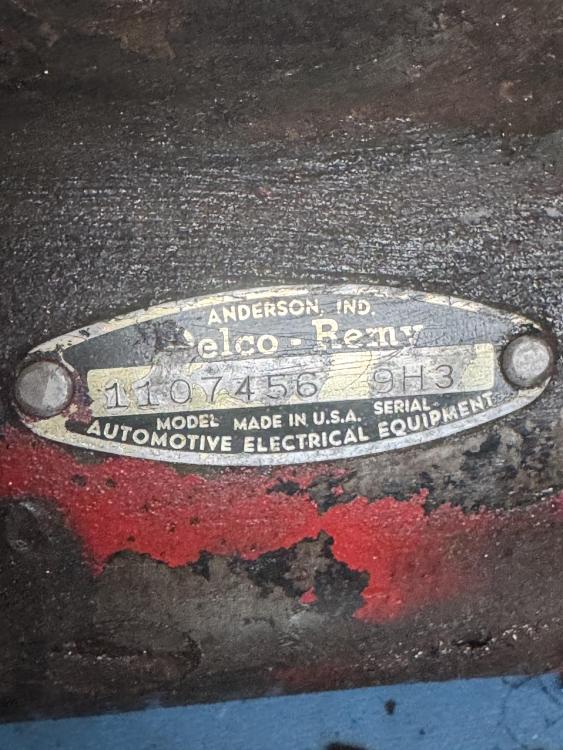 ANDERSON, IND.
Delco-Remy
1107456 9H3
MODEL MADE IN U.S.A. SERIAL
AUTOMOTIVE ELECTRICAL EQUIPMENT